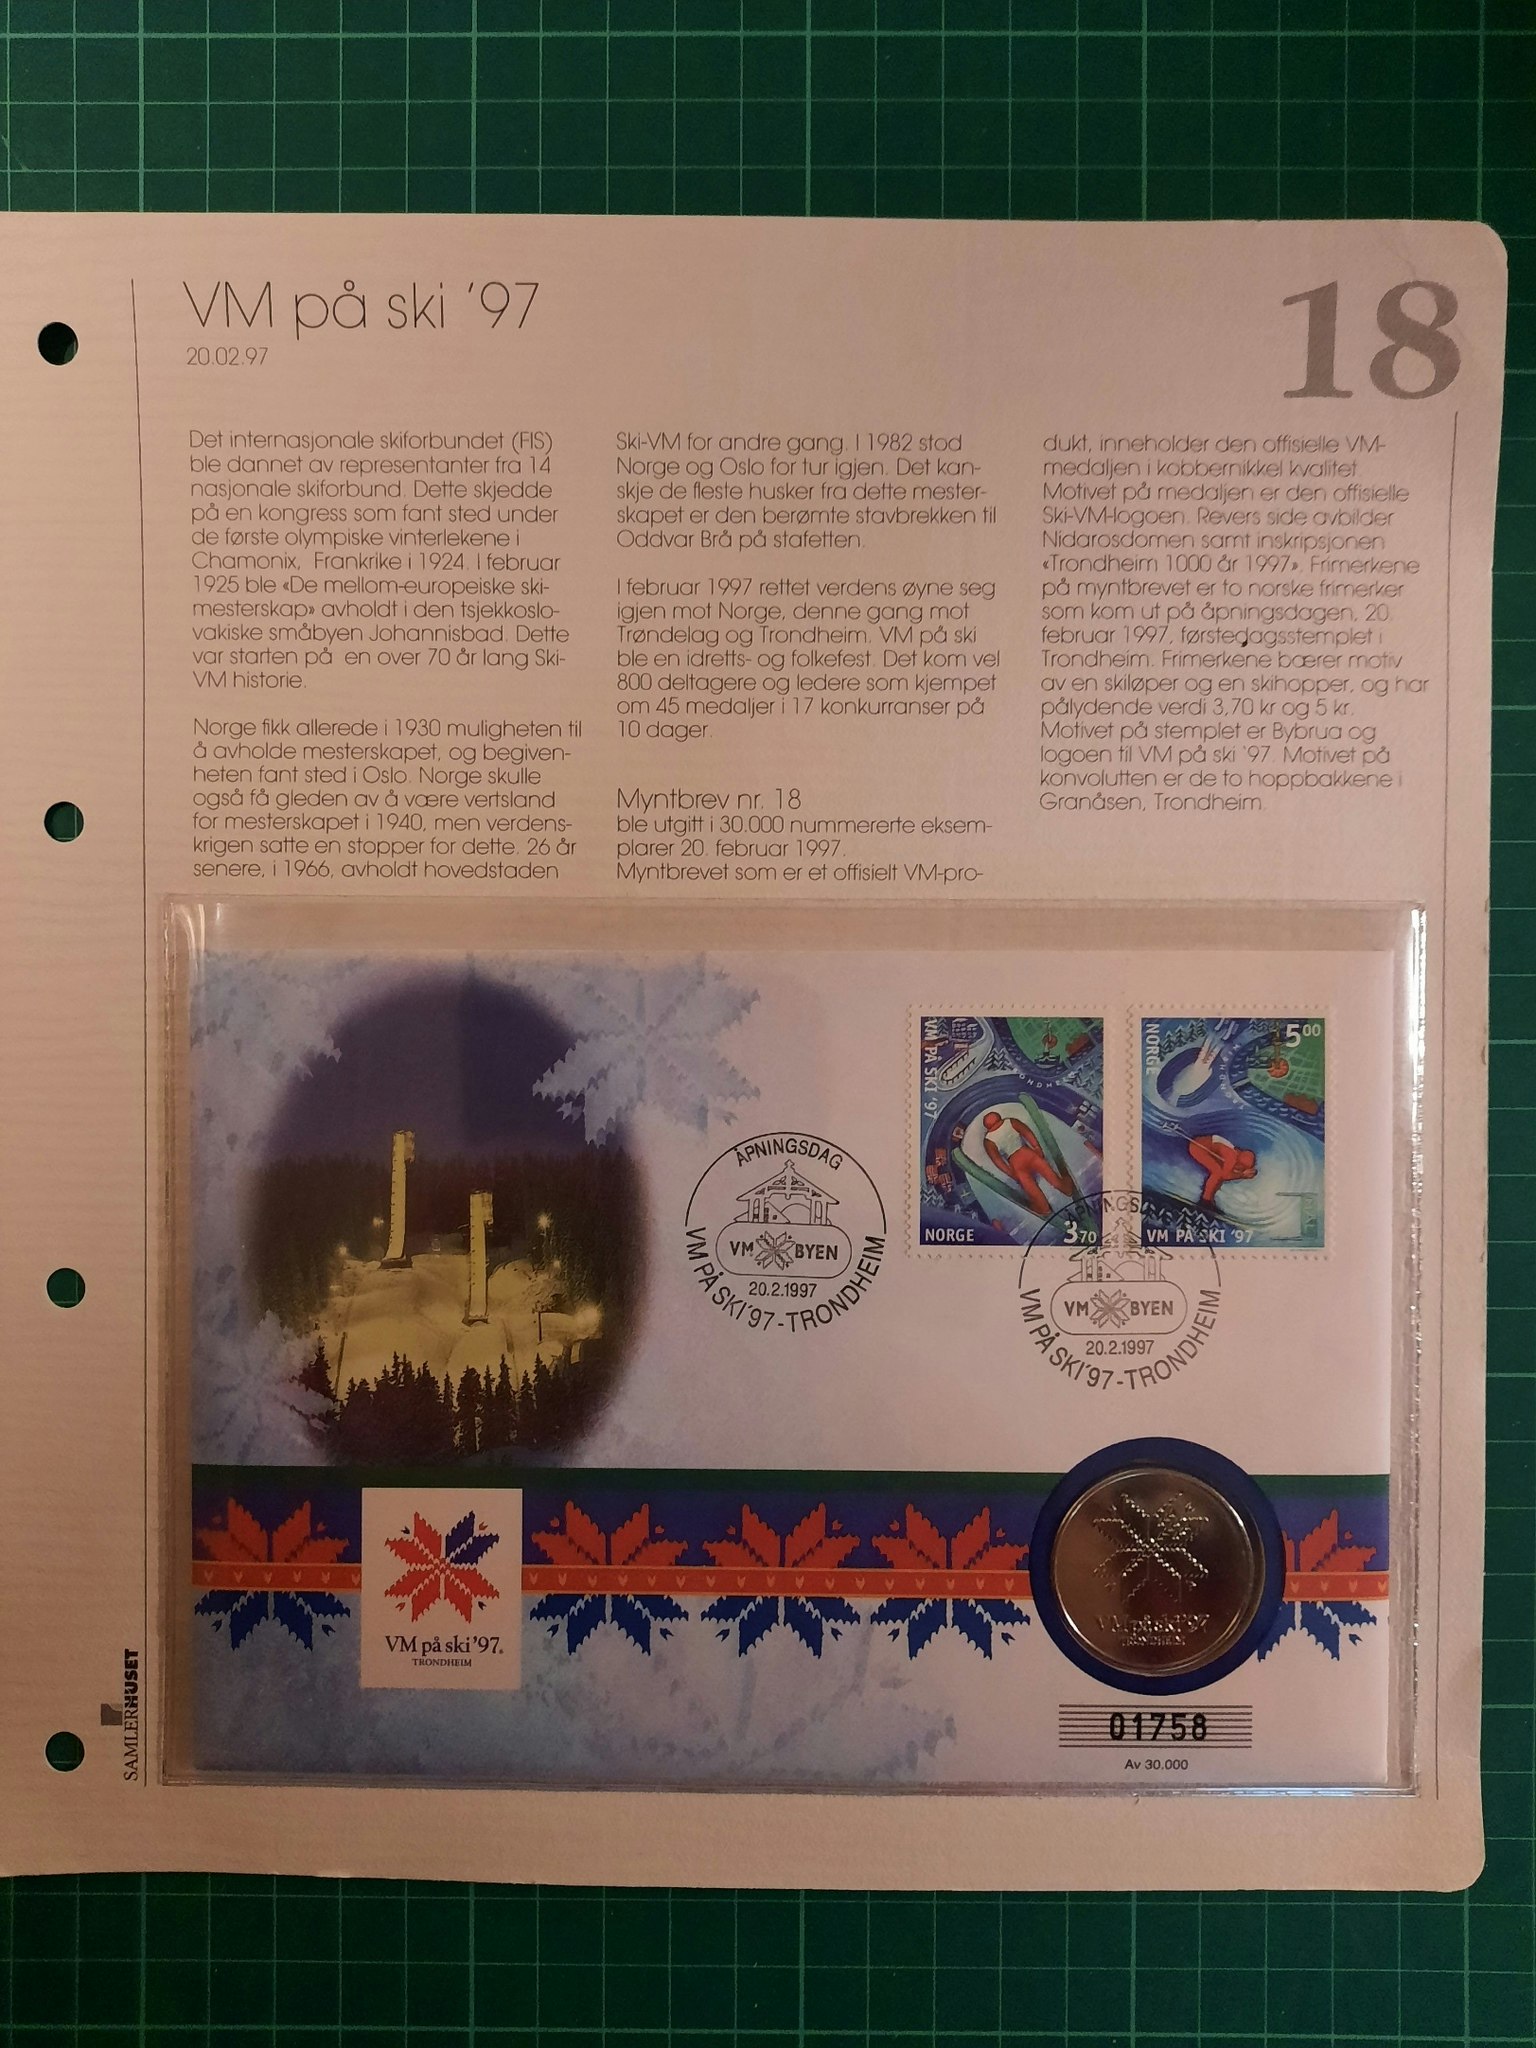 VM på ski '97
20.02.97
18
Det internasjonale skiforbundet (FIS)
ble dannet av representanter fra 14
nasjonale skiforbund. Dette skjedde
på en kongress som fant sted under
de første olympiske vinterlekene i
Chamonix, Frankrike i 1924. I februar
1925 ble «De mellom-europeiske ski-
mesterskap» avholdt i den tsjekkoslo-
vakiske småbyen Johannisbad. Dette
var starten på en over 70 år lang Ski-
VM historie.
Norge fikk allerede i 1930 muligheten til
å avholde mesterskapet, og begiven-
heten fant sted i Oslo. Norge skulle
også få gleden av å være vertsland
for mesterskapet i 1940, men verdens-
krigen satte en stopper for dette. 26 år
senere, i 1966, avholdt hovedstaden
Ski-VM for andre gang. I 1982 stod
Norge og Oslo for tur igjen. Det kan-
skje de fleste husker fra dette mester-
skapet er den berømte stavbrekken til
Oddvar Brå på stafetten.
I februar 1997 rettet verdens øyne seg
igjen mot Norge, denne gang mot
Trøndelag og Trondheim. VM på ski
ble en idretts- og folkefest. Det kom vel
800 deltagere og ledere som kjempet
om 45 medaljer i 17 konkurranser på
10 dager.
Myntbrev nr. 18
ble utgitt i 30.000 nummererte eksem-
plarer 20. februar 1997.
Myntbrevet som er et offisielt VM-pro-
dukt, inneholder den offisielle VM-
medaljen i kobbernikkel kvalitet.
Motivet på medaljen er den offisielle
Ski-VM-logoen. Revers side avbilder
Nidarosdomen samt inskripsjonen
«Trondheim 1000 år 1997». Frimerkene
på myntbrevet er to norske frimerker
som kom ut på åpningsdagen, 20.
februar 1997, førstedagsstemplet i
Trondheim. Frimerkene bærer motiv
av en skiløper og en skihopper, og har
pålydende verdi 3,70 kr og 5 kr.
Motivet på stemplet er Bybrua og
logoen til VM på ski '97. Motivet på
konvolutten er de to hoppbakkene i
Granåsen, Trondheim.
VM PÅ SKI '97
TRONDHEIM
NORGE
3.70
NORGE
5.00
TRONDHEIM
VM PÅ SKI '97
ÅPNINGSDAG
VM BYEN
20.2.1997
VM PÅ SKI '97 - TRONDHEIM
ÅPNINGSDAG
VM BYEN
20.2.1997
VM PÅ SKI '97 - TRONDHEIM
VM på ski '97.
TRONDHEIM
VM på ski '97
TRONDHEIM
01758
Av 30.000
SAMLERHUSET